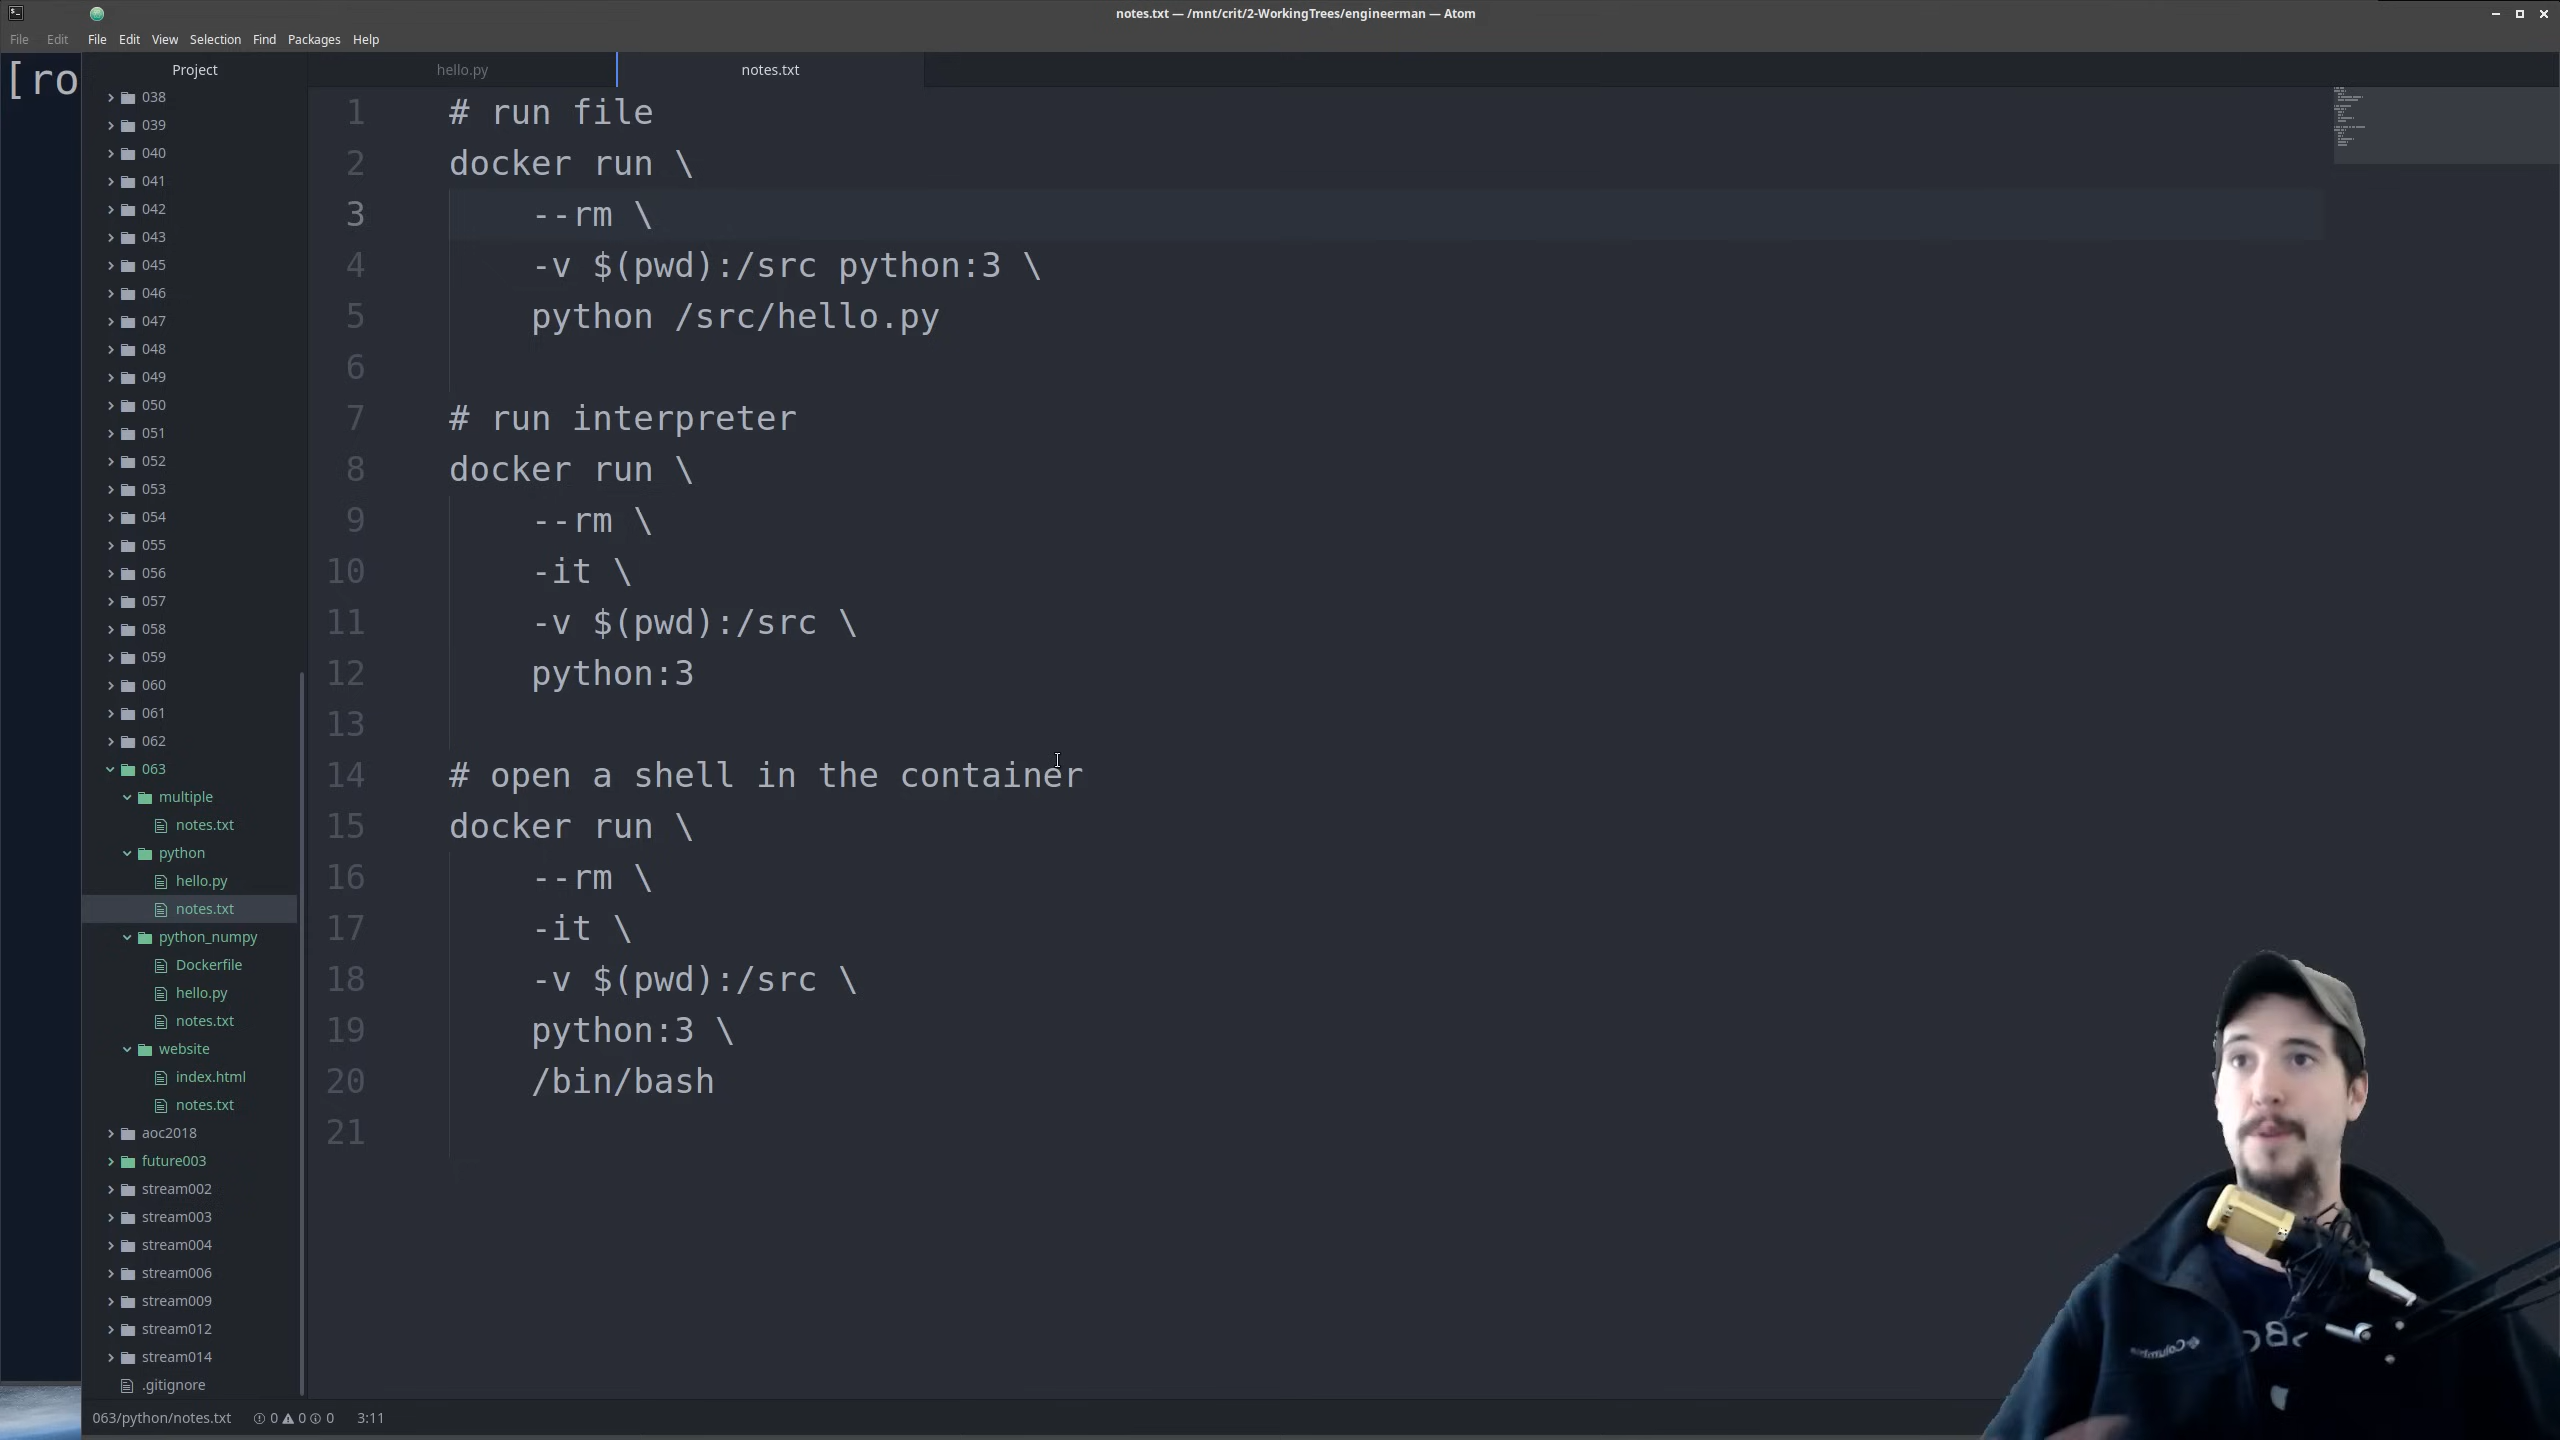 notes.txt — /mnt/crit/2-WorkingTrees/engineerman — Atom
File Edit File Edit View Selection Find Packages Help
[ro
Project
hello.py
notes.txt
038
039
040
041
042
043
045
046
047
048
049
050
051
052
053
054
055
056
057
058
059
060
061
062
063
multiple
notes.txt
python
hello.py
notes.txt
python_numpy
Dockerfile
hello.py
notes.txt
website
index.html
notes.txt
aoc2018
future003
stream002
stream003
stream004
stream006
stream009
stream012
stream014
.gitignore
1 # run file
2 docker run \
3 --rm \
4 -v $(pwd):/src python:3 \
5 python /src/hello.py
6
7 # run interpreter
8 docker run \
9 --rm \
10 -it \
11 -v $(pwd):/src \
12 python:3
13
14 # open a shell in the container
15 docker run \
16 --rm \
17 -it \
18 -v $(pwd):/src \
19 python:3 \
20 /bin/bash
21
Columbia
063/python/notes.txt 0 0 0 3:11